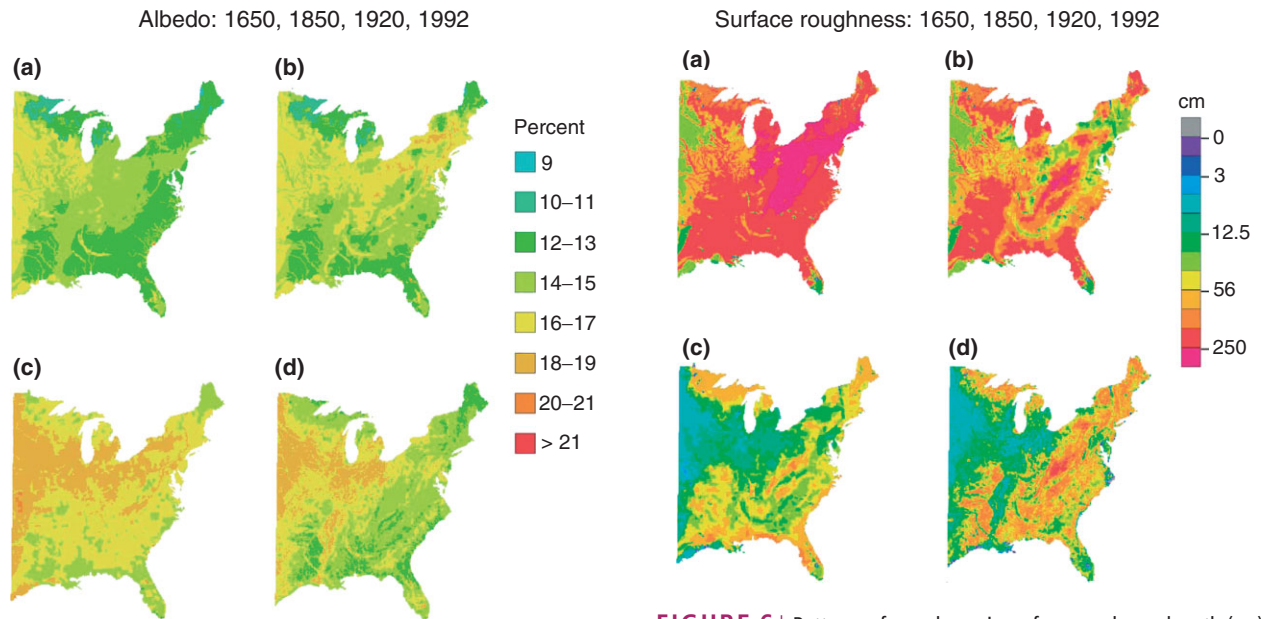 Albedo: 1650, 1850, 1920, 1992
(a)
(b)
Percent
9
10–11
12–13
14–15
16–17
18–19
20–21
> 21
(c)
(d)
Surface roughness: 1650, 1850, 1920, 1992
(a)
(b)
cm
0
3
12.5
56
250
(c)
(d)
FIGURE 6 |